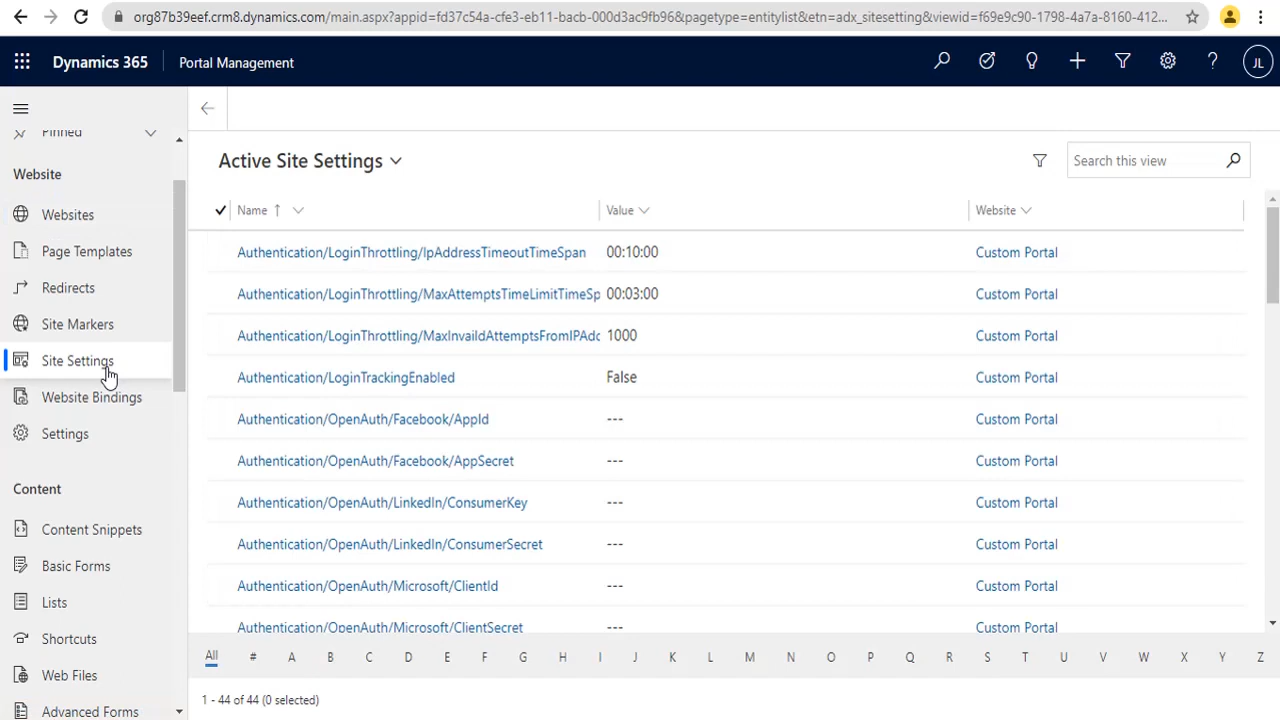 org87b39eef.crm8.dynamics.com/main.aspx?appid=fd37c54a-cfe3-eb11-bacb-000d3ac9fb96&pagetype=entitylist&etn=adx_sitesetting&viewid=f69e9c90-1798-4a7a-8160-412...
Dynamics 365
Portal Management
?
JL
Pinned
Website
Websites
Page Templates
Redirects
Site Markers
Site Settings
Website Bindings
Settings
Content
Content Snippets
Basic Forms
Lists
Shortcuts
Web Files
Advanced Forms
Active Site Settings
Search this view
Name ↑ Value Website
Authentication/LoginThrottling/IpAddressTimeoutTimeSpan 00:10:00 Custom Portal
Authentication/LoginThrottling/MaxAttemptsTimeLimitTimeSp 00:03:00 Custom Portal
Authentication/LoginThrottling/MaxInvaildAttemptsFromIPAdc 1000 Custom Portal
Authentication/LoginTrackingEnabled False Custom Portal
Authentication/OpenAuth/Facebook/AppId --- Custom Portal
Authentication/OpenAuth/Facebook/AppSecret --- Custom Portal
Authentication/OpenAuth/LinkedIn/ConsumerKey --- Custom Portal
Authentication/OpenAuth/LinkedIn/ConsumerSecret --- Custom Portal
Authentication/OpenAuth/Microsoft/ClientId --- Custom Portal
Authentication/OpenAuth/Microsoft/ClientSecret --- Custom Portal
All # A B C D E F G H I J K L M N O P Q R S T U V W X Y Z
1 - 44 of 44 (0 selected)